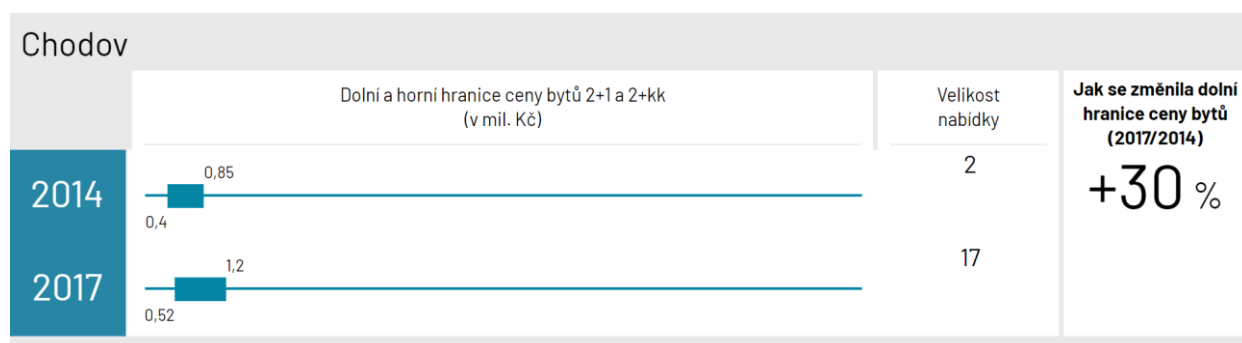 Chodov
Dolní a horní hranice ceny bytů 2+1 a 2+kk
(v mil. Kč)
Velikost
nabídky
Jak se změnila dolní
hranice ceny bytů
(2017/2014)
2014
0,85
0,4
2
+30 %
2017
1,2
0,52
17